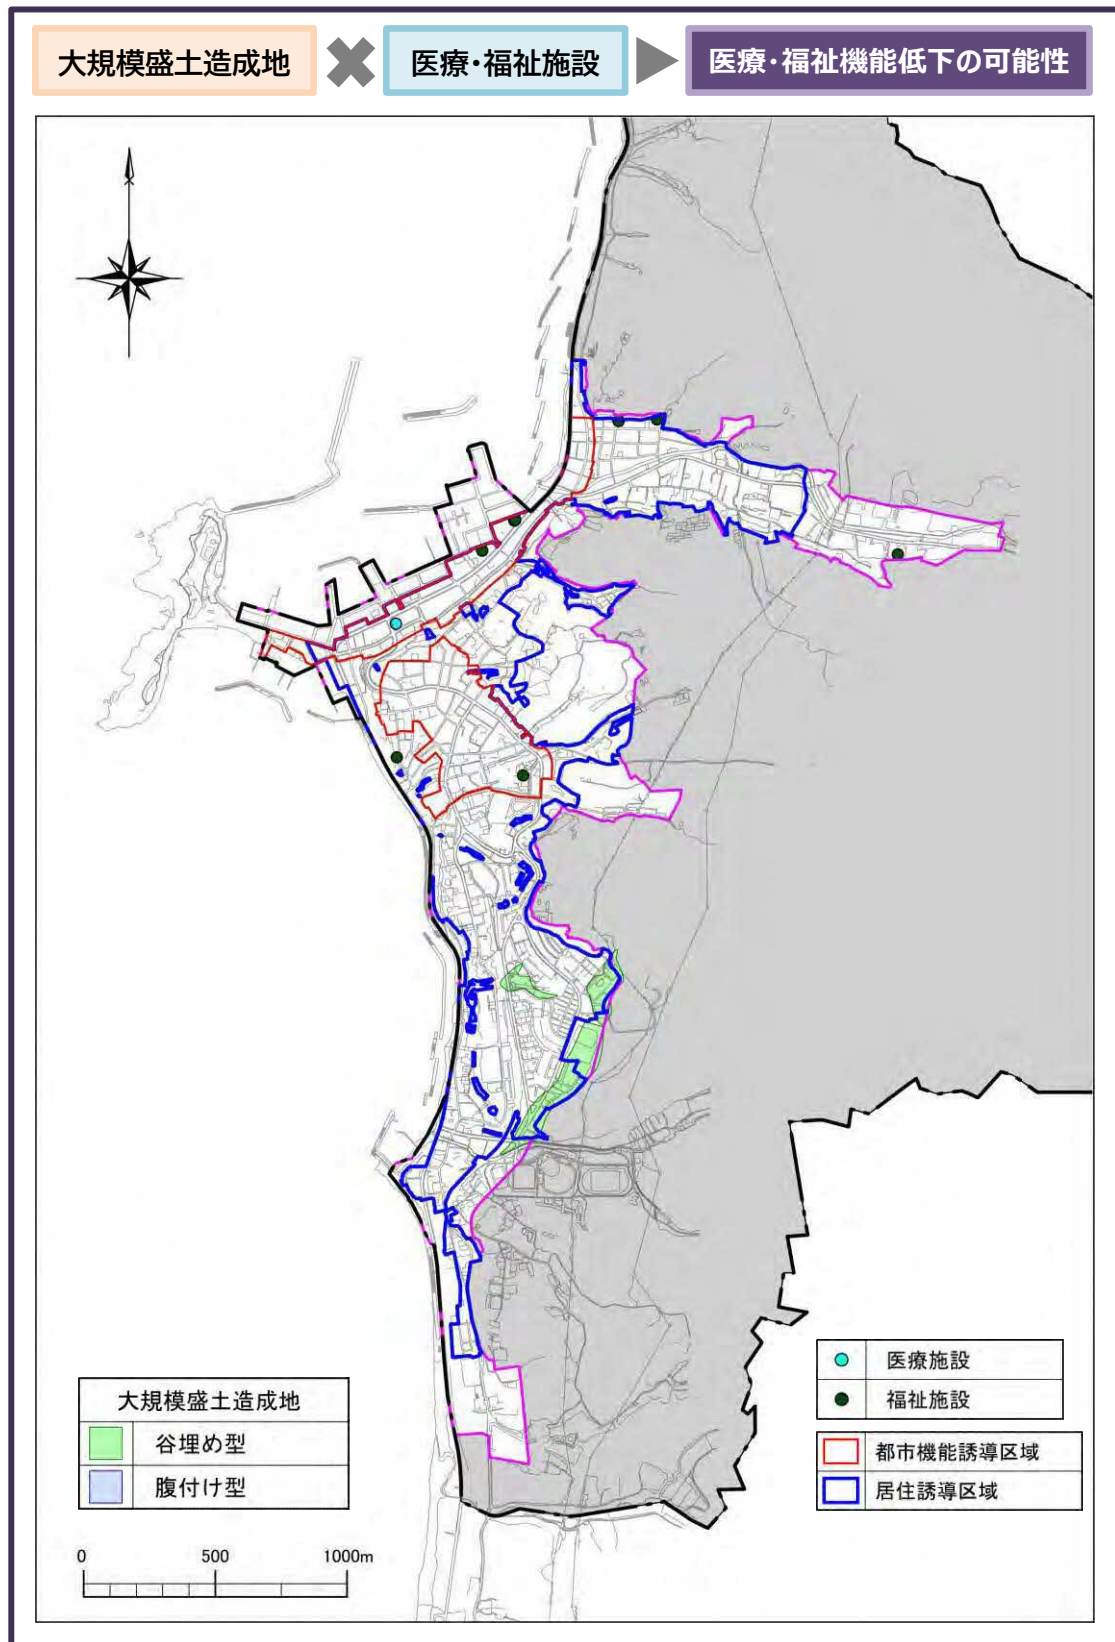 大規模盛土造成地
医療・福祉施設
医療・福祉機能低下の可能性
大規模盛土造成地
谷埋め型
腹付け型
0 500 1000m
医療施設
福祉施設
都市機能誘導区域
居住誘導区域